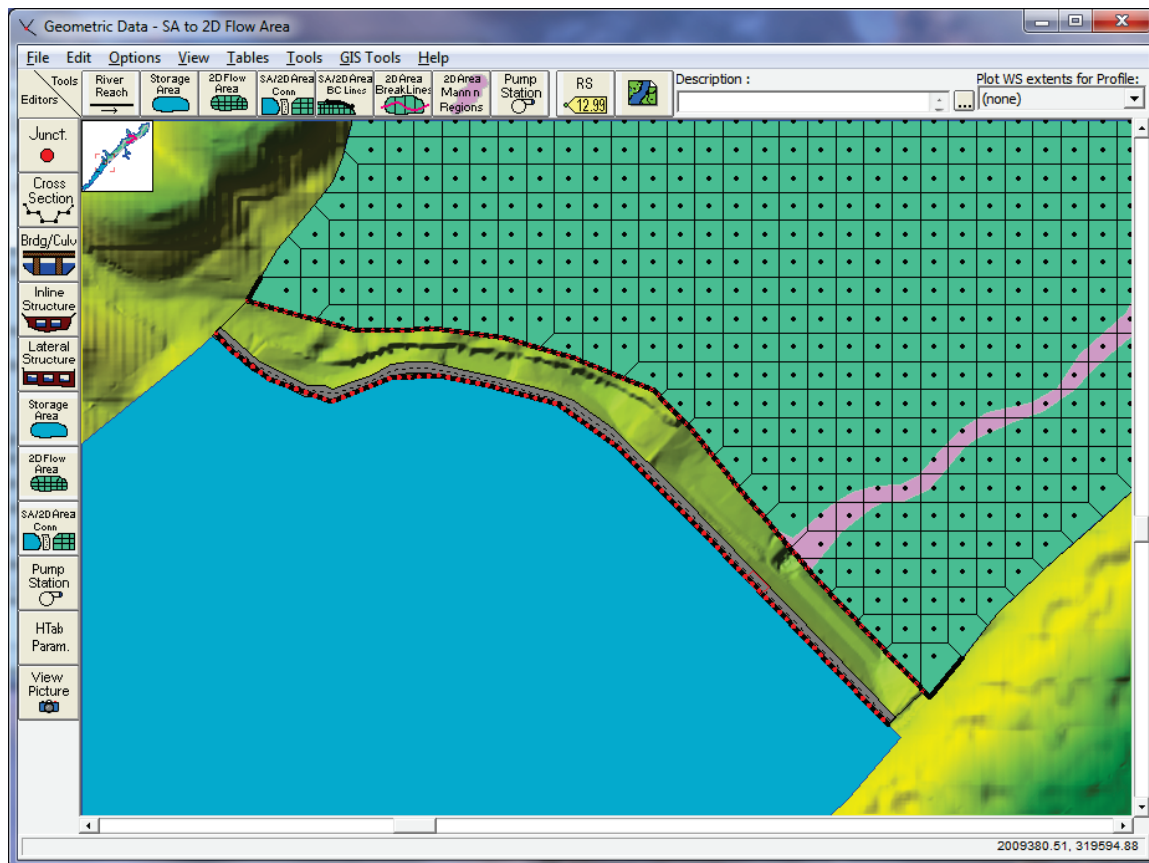 Geometric Data - SA to 2D Flow Area
File Edit Options View Tables Tools GIS Tools Help
Tools
Editors
River
Reach
Storage
Area
2D Flow
Area
SA/2D Area
Conn
SA/2D Area
BC Lines
2D Area
BreakLines
2D Area
Mann n
Regions
Pump
Station
RS
12.99
Description :
...
Plot WS extents for Profile:
(none)
Junct.
Cross
Section
Brdg/Culv
Inline
Structure
Lateral
Structure
Storage
Area
2D Flow
Area
SA/2D Area
Conn
Pump
Station
HTab
Param.
View
Picture
2009380.51, 319594.88